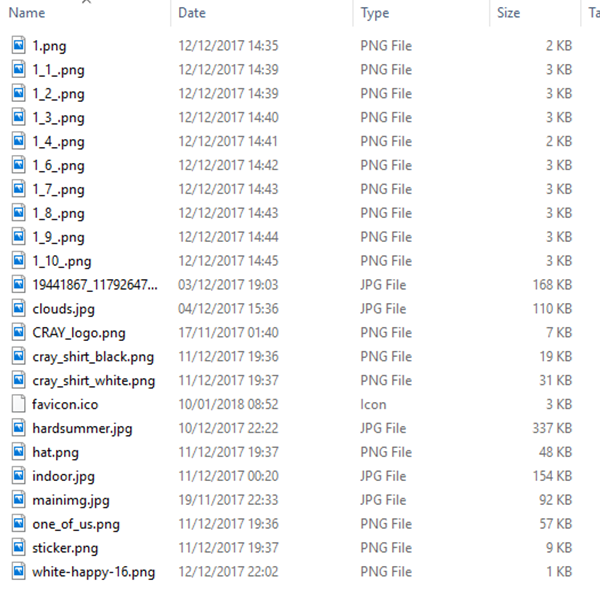 Name Date Type Size Ta
1.png 12/12/2017 14:35 PNG File 2 KB
1_1_.png 12/12/2017 14:39 PNG File 3 KB
1_2_.png 12/12/2017 14:39 PNG File 3 KB
1_3_.png 12/12/2017 14:40 PNG File 3 KB
1_4_.png 12/12/2017 14:41 PNG File 2 KB
1_6_.png 12/12/2017 14:42 PNG File 3 KB
1_7_.png 12/12/2017 14:43 PNG File 3 KB
1_8_.png 12/12/2017 14:43 PNG File 3 KB
1_9_.png 12/12/2017 14:44 PNG File 3 KB
1_10_.png 12/12/2017 14:45 PNG File 3 KB
19441867_11792647... 03/12/2017 19:03 JPG File 168 KB
clouds.jpg 04/12/2017 15:36 JPG File 110 KB
CRAY_logo.png 17/11/2017 01:40 PNG File 7 KB
cray_shirt_black.png 11/12/2017 19:36 PNG File 19 KB
cray_shirt_white.png 11/12/2017 19:37 PNG File 31 KB
favicon.ico 10/01/2018 08:52 Icon 3 KB
hardsummer.jpg 10/12/2017 22:22 JPG File 337 KB
hat.png 11/12/2017 19:37 PNG File 48 KB
indoor.jpg 11/12/2017 00:20 JPG File 154 KB
mainimg.jpg 19/11/2017 22:33 JPG File 92 KB
one_of_us.png 11/12/2017 19:36 PNG File 57 KB
sticker.png 11/12/2017 19:37 PNG File 9 KB
white-happy-16.png 12/12/2017 22:02 PNG File 1 KB